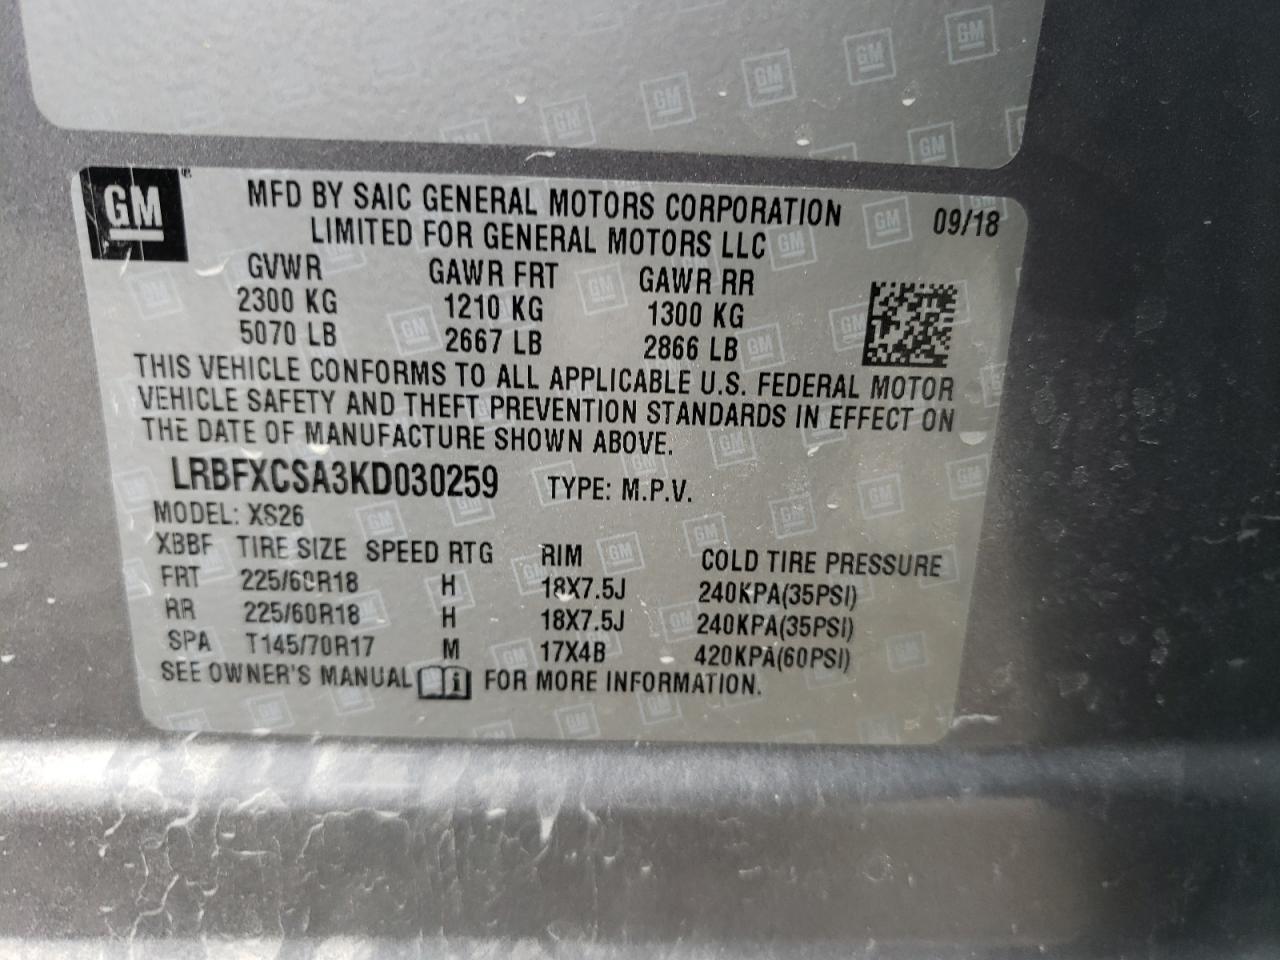 GM
MFD BY SAIC GENERAL MOTORS CORPORATION
LIMITED FOR GENERAL MOTORS LLC
09/18
GVWR GAWR FRT GAWR RR
2300 KG 1210 KG 1300 KG
5070 LB 2667 LB 2866 LB
THIS VEHICLE CONFORMS TO ALL APPLICABLE U.S. FEDERAL MOTOR
VEHICLE SAFETY AND THEFT PREVENTION STANDARDS IN EFFECT ON
THE DATE OF MANUFACTURE SHOWN ABOVE.
LRBFXCSA3KD030259 TYPE: M.P.V.
MODEL: XS26
XBBF TIRE SIZE SPEED RTG RIM COLD TIRE PRESSURE
FRT 225/60R18 H 18X7.5J 240KPA(35PSI)
RR 225/60R18 H 18X7.5J 240KPA(35PSI)
SPA T145/70R17 M 17X4B 420KPA(60PSI)
SEE OWNER'S MANUAL i FOR MORE INFORMATION.